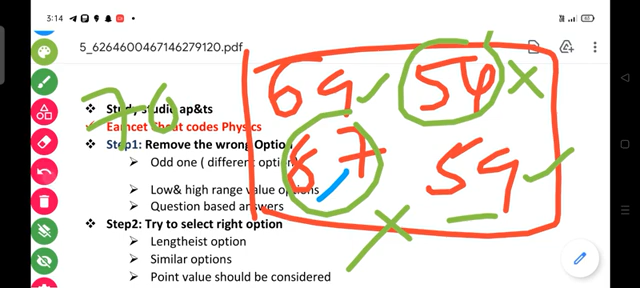 3:14
5_6264600467146279120.pdf
69 54
70
❖ Study studio ap&ts
Eamcet Cheat codes Physics
❖ Step1: Remove the wrong Option
➤ Odd one ( different option)
87 59
➤ Low& high range value options
➤ Question based answers
❖ Step2: Try to select right option
➤ Lengtheist option
➤ Similar options
➤ Point value should be considered